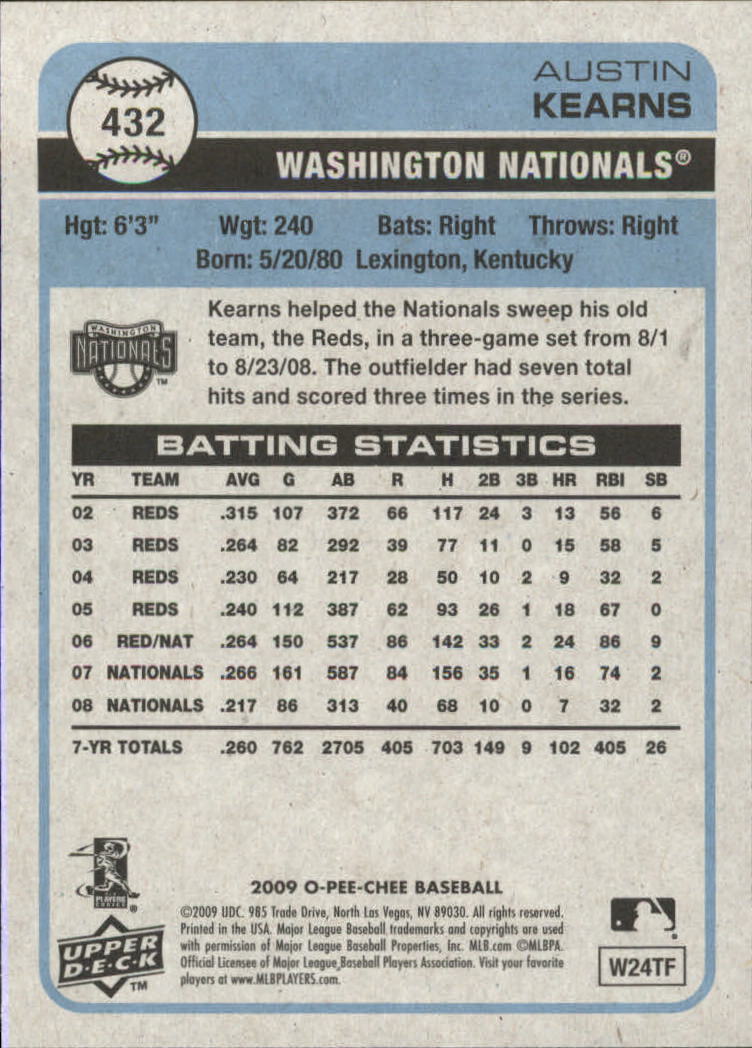 432
AUSTIN
KEARNS
WASHINGTON NATIONALS®
Hgt: 6'3" Wgt: 240 Bats: Right Throws: Right
Born: 5/20/80 Lexington, Kentucky
WASHINGTON
NATIONALS
TM
Kearns helped the Nationals sweep his old
team, the Reds, in a three-game set from 8/1
to 8/23/08. The outfielder had seven total
hits and scored three times in the series.
BATTING STATISTICS
YR TEAM AVG G AB R H 2B 3B HR RBI SB
02 REDS .315 107 372 66 117 24 3 13 56 6
03 REDS .264 82 292 39 77 11 0 15 58 5
04 REDS .230 64 217 28 50 10 2 9 32 2
05 REDS .240 112 387 62 93 26 1 18 67 0
06 RED/NAT .264 150 537 86 142 33 2 24 86 9
07 NATIONALS .266 161 587 84 156 35 1 16 74 2
08 NATIONALS .217 86 313 40 68 10 0 7 32 2
7-YR TOTALS .260 762 2705 405 703 149 9 102 405 26
PLAYERS
CHOICE
®
2009 O-PEE-CHEE BASEBALL
©2009 UDC. 985 Trade Drive, North Las Vegas, NV 89030. All rights reserved.
Printed in the USA. Major League Baseball trademarks and copyrights are used
with permission of Major League Baseball Properties, Inc. MLB.com ©MLBPA.
Official Licensee of Major League Baseball Players Association. Visit your favorite
players at www.MLBPLAYERS.com.
UPPER
D·E·C·K
TM
W24TF